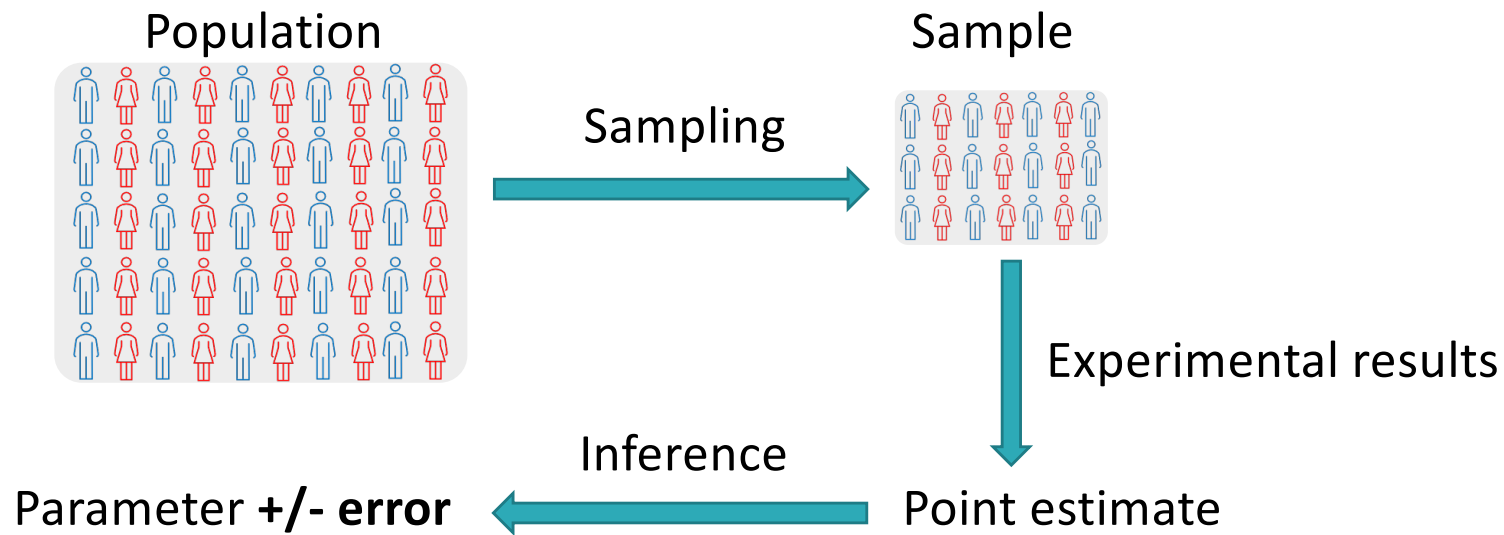 Population
Sample
Sampling
Experimental results
Inference
Parameter +/- error
Point estimate